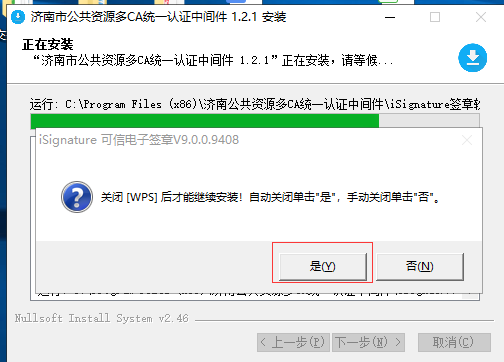 济南市公共资源多CA统一认证中间件 1.2.1 安装
正在安装
“济南市公共资源多CA统一认证中间件 1.2.1”正在安装，请等候...
运行: C:\Program Files (x86)\济南公共资源多CA统一认证中间件\iSignature签章软
iSignature 可信电子签章V9.0.0.9408
关闭 [WPS] 后才能继续安装！自动关闭单击"是"，手动关闭单击"否"。
是(Y) 否(N)
Nullsoft Install System v2.46
< 上一步(P) 下一步(N) > 取消(C)